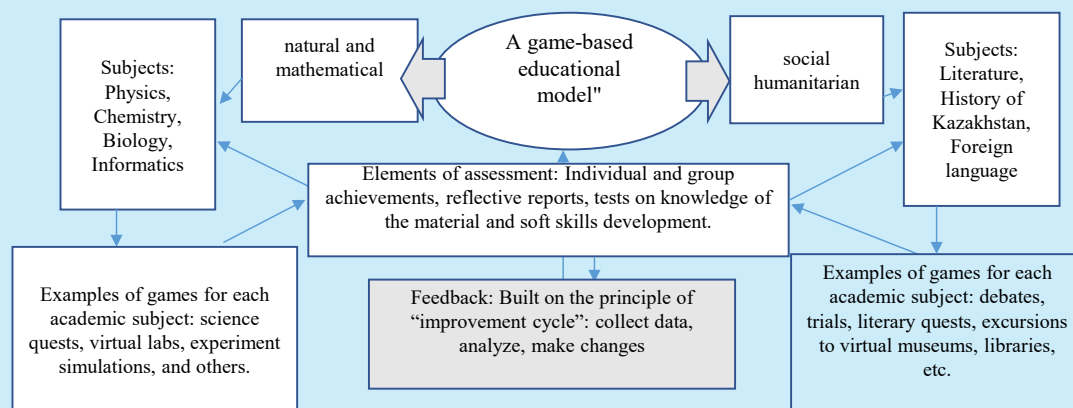 Subjects:
Physics,
Chemistry,
Biology,
Informatics
natural and
mathematical
A game-based
educational
model"
social
humanitarian
Subjects:
Literature,
History of
Kazakhstan,
Foreign
language
Elements of assessment: Individual and group
achievements, reflective reports, tests on knowledge of
the material and soft skills development.
Examples of games for each
academic subject: science
quests, virtual labs, experiment
simulations, and others.
Feedback: Built on the principle of
“improvement cycle”: collect data,
analyze, make changes
Examples of games for each
academic subject: debates,
trials, literary quests, excursions
to virtual museums, libraries,
etc.